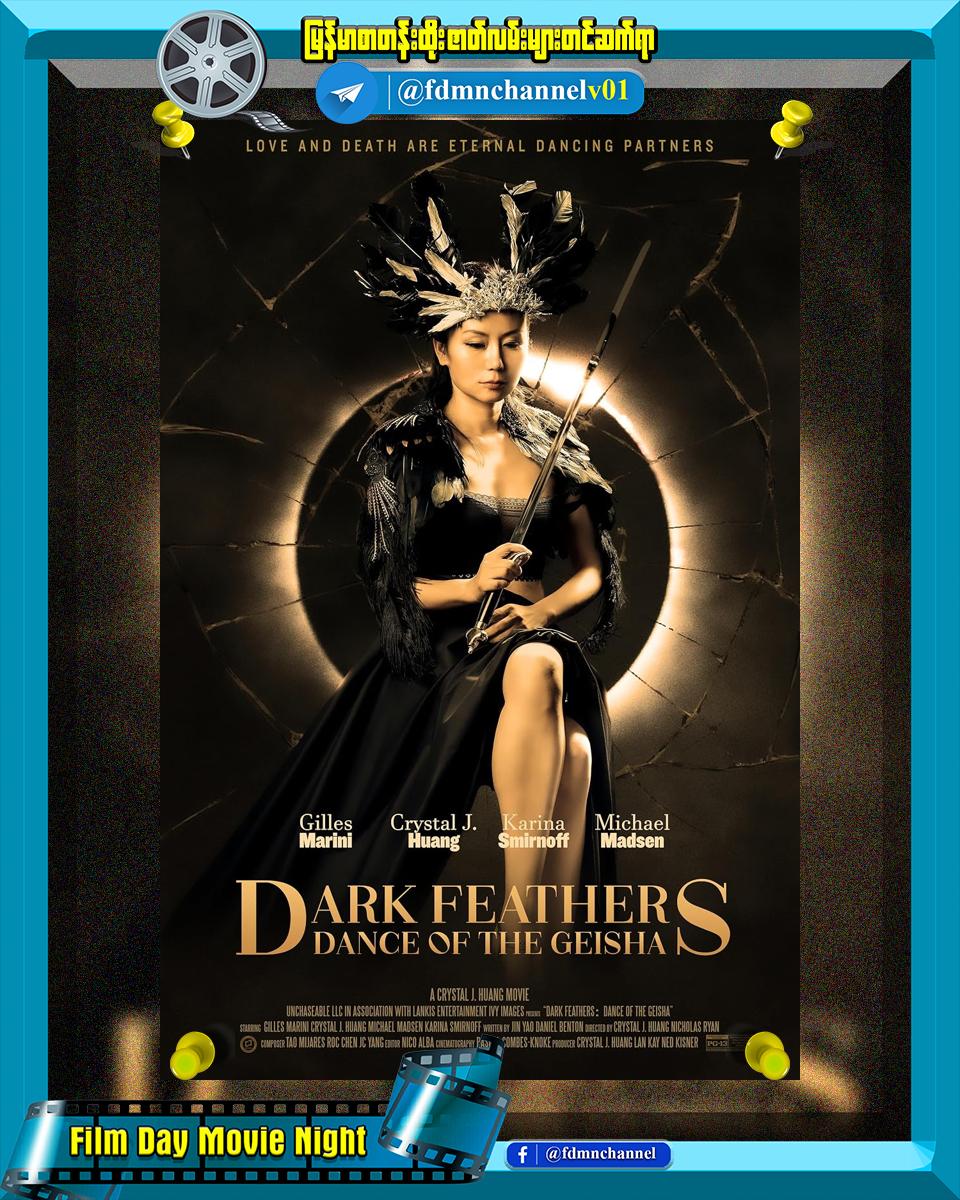 မြန်မာစာတန်းထိုးဇာတ်လမ်းများတင်ဆက်ရာ
@fdmnchannelv01
LOVE AND DEATH ARE ETERNAL DANCING PARTNERS
Gilles Marini
Crystal J. Huang
Karina Smirnoff
Michael Madsen
DARK FEATHERS
DANCE OF THE GEISHA
A CRYSTAL J. HUANG MOVIE
UNCHASEABLE LLC IN ASSOCIATION WITH LANKIS ENTERTAINMENT IVY IMAGES PRESENTS "DARK FEATHERS: DANCE OF THE GEISHA"
STARRING GILLES MARINI CRYSTAL J. HUANG MICHAEL MADSEN KARINA SMIRNOFF WRITTEN BY JIN YAO DANIEL BENTON DIRECTED BY CRYSTAL J. HUANG NICHOLAS RYAN
COMPOSER TAO MIJARES ROC CHEN JC YANG EDITOR NICO ALBA CINEMATOGRAPHY COMBES-KNOKE PRODUCER CRYSTAL J. HUANG LAN KAY NED KISNER
PG-13
Film Day Movie Night
@fdmnchannel